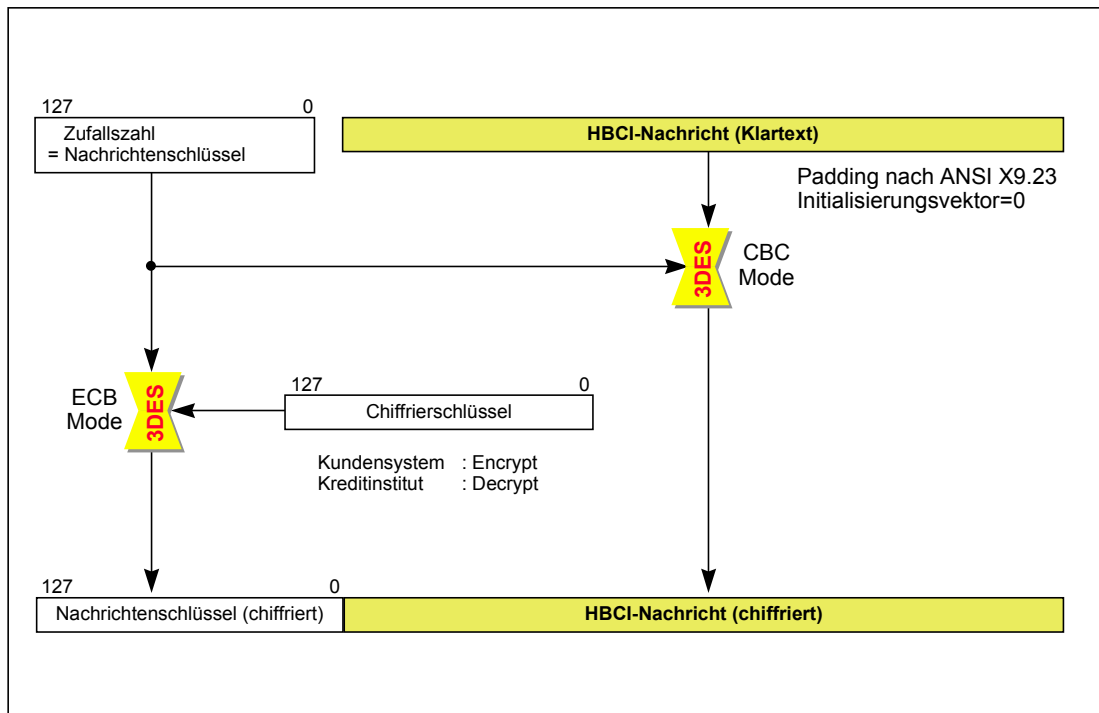 127 0
Zufallszahl
= Nachrichtenschlüssel
HBCI-Nachricht (Klartext)
Padding nach ANSI X9.23
Initialisierungsvektor=0
3DES
CBC
Mode
ECB
Mode
3DES
127 0
Chiffrierschlüssel
Kundensystem : Encrypt
Kreditinstitut : Decrypt
127 0
Nachrichtenschlüssel (chiffriert)
HBCI-Nachricht (chiffriert)